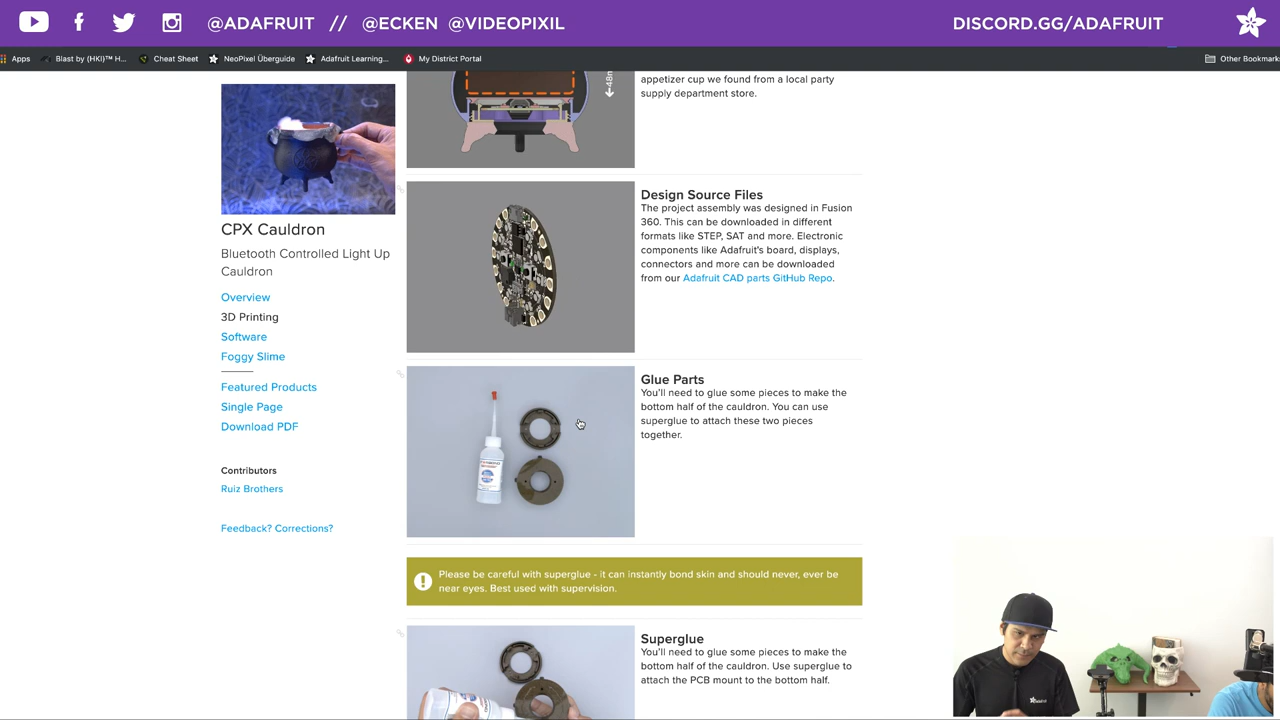 @ADAFRUIT // @ECKEN @VIDEOPIXIL
DISCORD.GG/ADAFRUIT
Apps
Blast by (HKI)™ H...
Cheat Sheet
NeoPixel Überguide
Adafruit Learning...
My District Portal
Other Bookmark
CPX Cauldron
Bluetooth Controlled Light Up
Cauldron
Overview
3D Printing
Software
Foggy Slime
Featured Products
Single Page
Download PDF
Contributors
Ruiz Brothers
Feedback? Corrections?
appetizer cup we found from a local party
supply department store.
Design Source Files
The project assembly was designed in Fusion
360. This can be downloaded in different
formats like STEP, SAT and more. Electronic
components like Adafruit's board, displays,
connectors and more can be downloaded
from our Adafruit CAD parts GitHub Repo.
Glue Parts
You'll need to glue some pieces to make the
bottom half of the cauldron. You can use
superglue to attach these two pieces
together.
Please be careful with superglue - it can instantly bond skin and should never, ever be
near eyes. Best used with supervision.
Superglue
You'll need to glue some pieces to make the
bottom half of the cauldron. Use superglue to
attach the PCB mount to the bottom half.